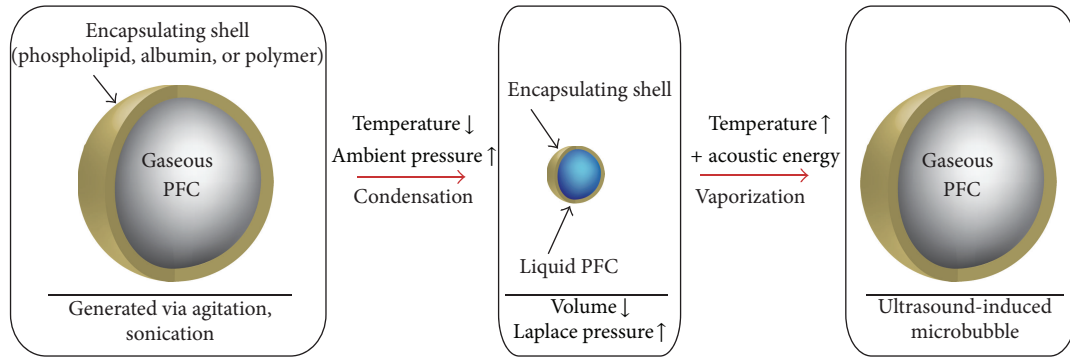 Encapsulating shell
(phospholipid, albumin, or polymer)
Gaseous
PFC
Generated via agitation,
sonication
Temperature ↓
Ambient pressure ↑
Condensation
Encapsulating shell
Liquid PFC
Volume ↓
Laplace pressure ↑
Temperature ↑
+ acoustic energy
Vaporization
Gaseous
PFC
Ultrasound-induced
microbubble